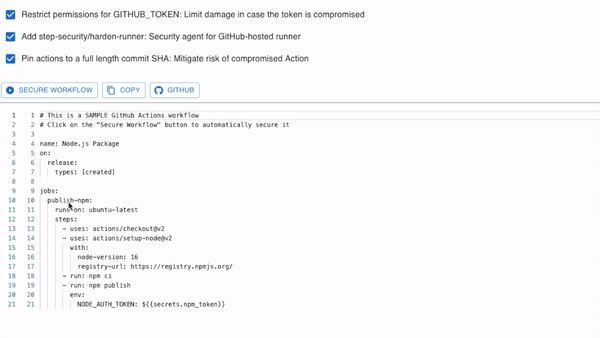 Restrict permissions for GITHUB_TOKEN: Limit damage in case the token is compromised
Add step-security/harden-runner: Security agent for GitHub-hosted runner
Pin actions to a full length commit SHA: Mitigate risk of compromised Action
SECURE WORKFLOW COPY GITHUB
1 1 # This is a SAMPLE GitHub Actions workflow
2 2 # Click on the "Secure Workflow" button to automatically secure it
3 3
4 4 name: Node.js Package
5 5 on:
6 6 release:
7 7 types: [created]
8 8
9 9 jobs:
10 10 publish-npm:
11 11 runs-on: ubuntu-latest
12 12 steps:
13 13 - uses: actions/checkout@v2
14 14 - uses: actions/setup-node@v2
15 15 with:
16 16 node-version: 16
17 17 registry-url: https://registry.npmjs.org/
18 18 - run: npm ci
19 19 - run: npm publish
20 20 env:
21 21 NODE_AUTH_TOKEN: ${{secrets.npm_token}}